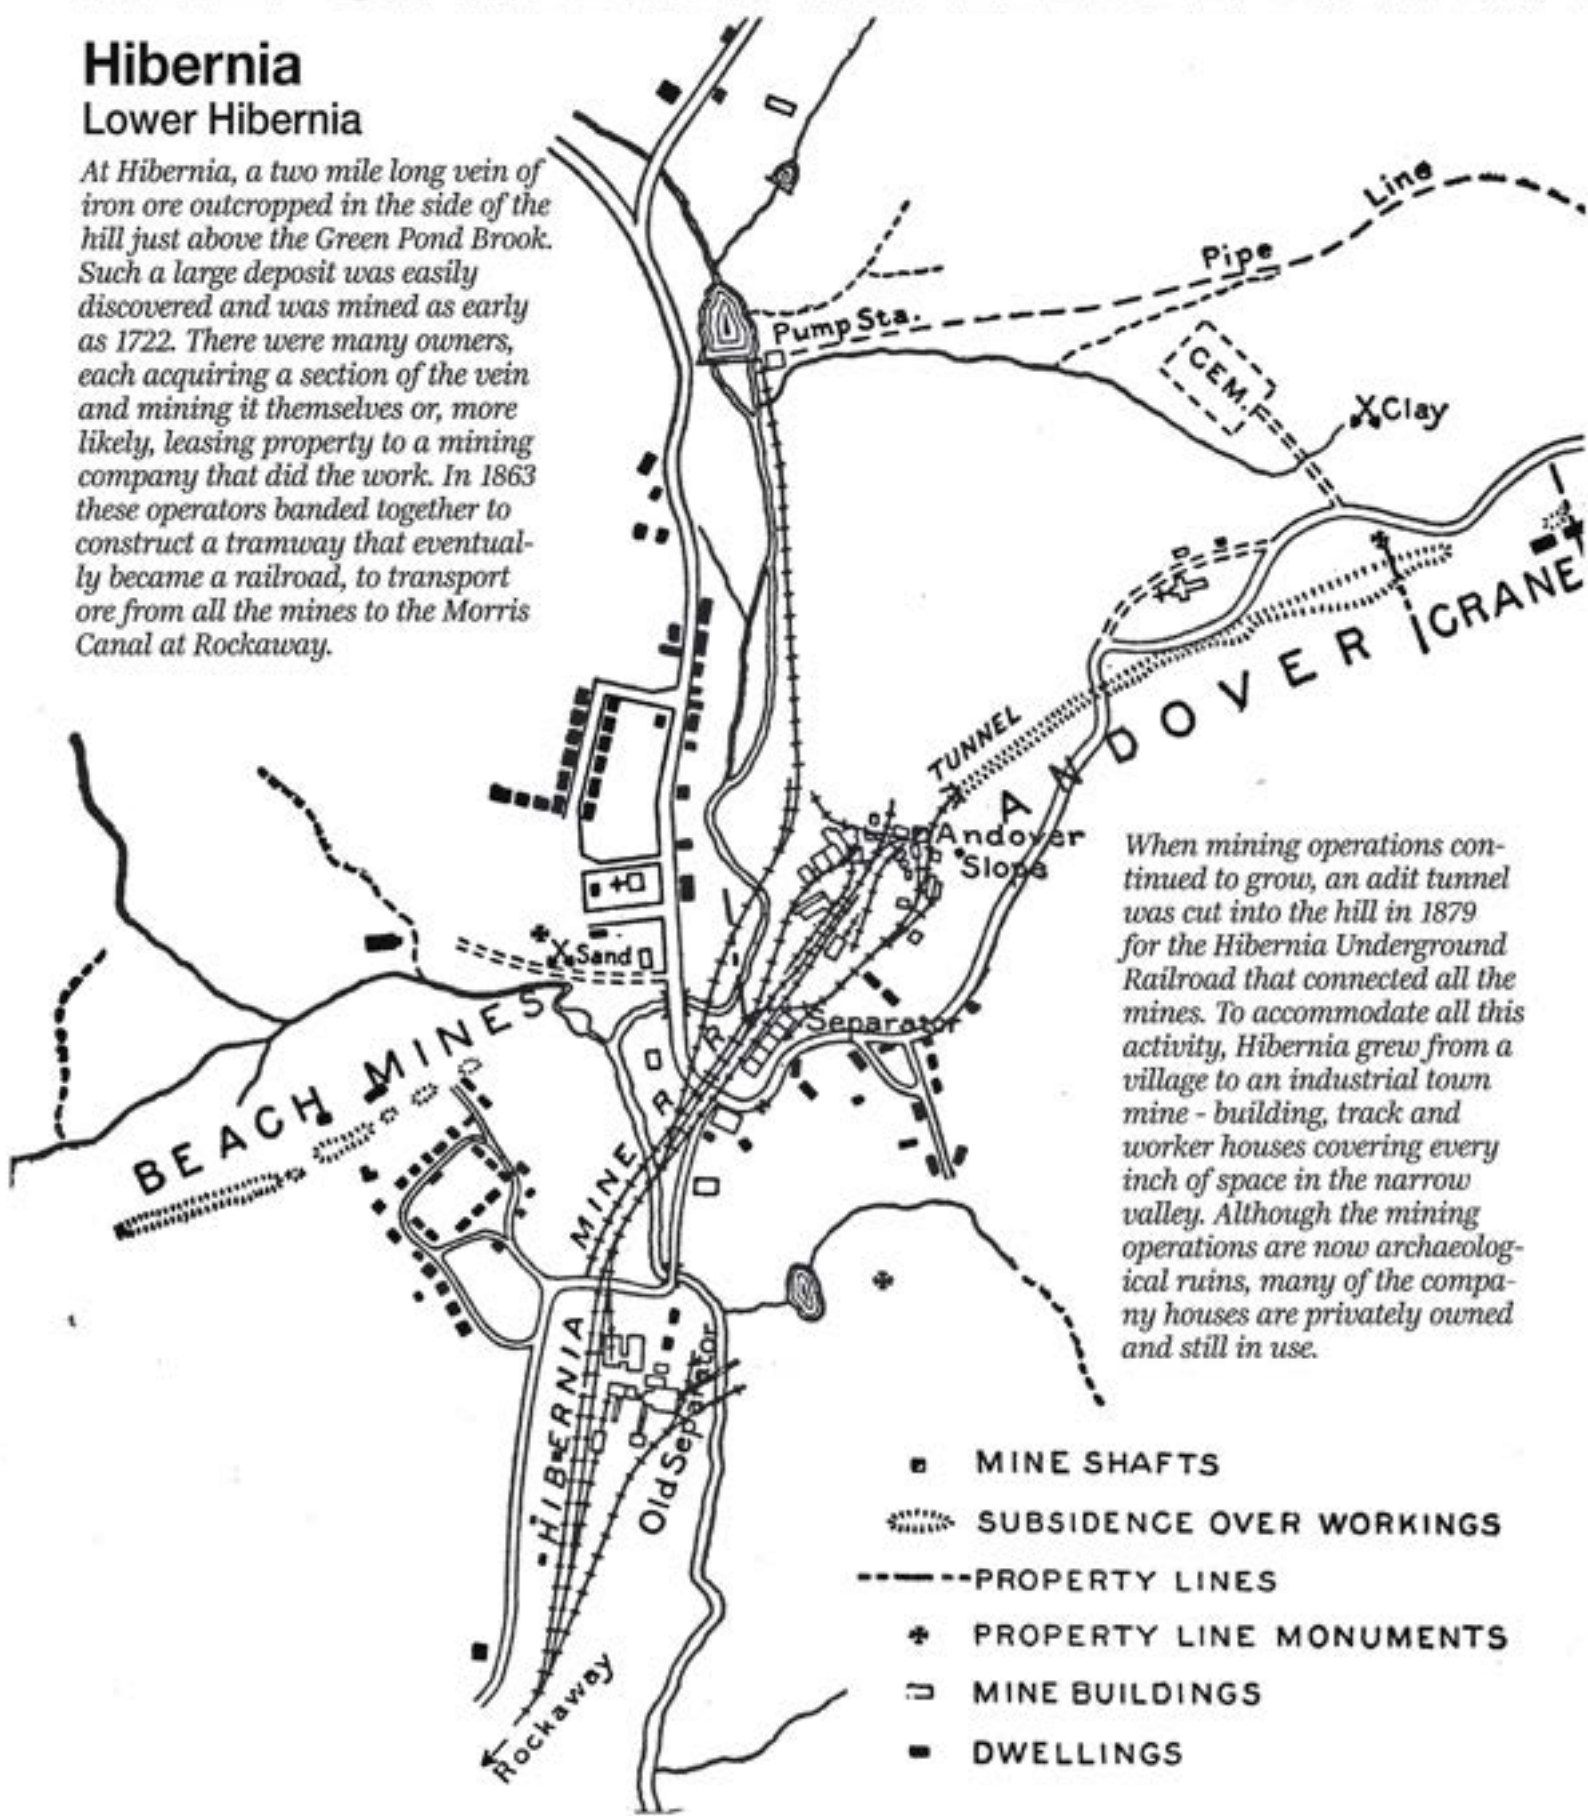 Hibernia
Lower Hibernia
At Hibernia, a two mile long vein of
iron ore outcropped in the side of the
hill just above the Green Pond Brook.
Such a large deposit was easily
discovered and was mined as early
as 1722. There were many owners,
each acquiring a section of the vein
and mining it themselves or, more
likely, leasing property to a mining
company that did the work. In 1863
these operators banded together to
construct a tramway that eventual-
ly became a railroad, to transport
ore from all the mines to the Morris
Canal at Rockaway.
Pipe Line
Pump Sta.
CEM.
Clay
CRANE
ANDOVER
TUNNEL
Andover
Slope
Sand
Separator
BEACH MINES
HIBERNIA MINE R R
Old Separator
Rockaway
When mining operations con-
tinued to grow, an adit tunnel
was cut into the hill in 1879
for the Hibernia Underground
Railroad that connected all the
mines. To accommodate all this
activity, Hibernia grew from a
village to an industrial town
mine - building, track and
worker houses covering every
inch of space in the narrow
valley. Although the mining
operations are now archaeolog-
ical ruins, many of the compa-
ny houses are privately owned
and still in use.
MINE SHAFTS
SUBSIDENCE OVER WORKINGS
PROPERTY LINES
PROPERTY LINE MONUMENTS
MINE BUILDINGS
DWELLINGS